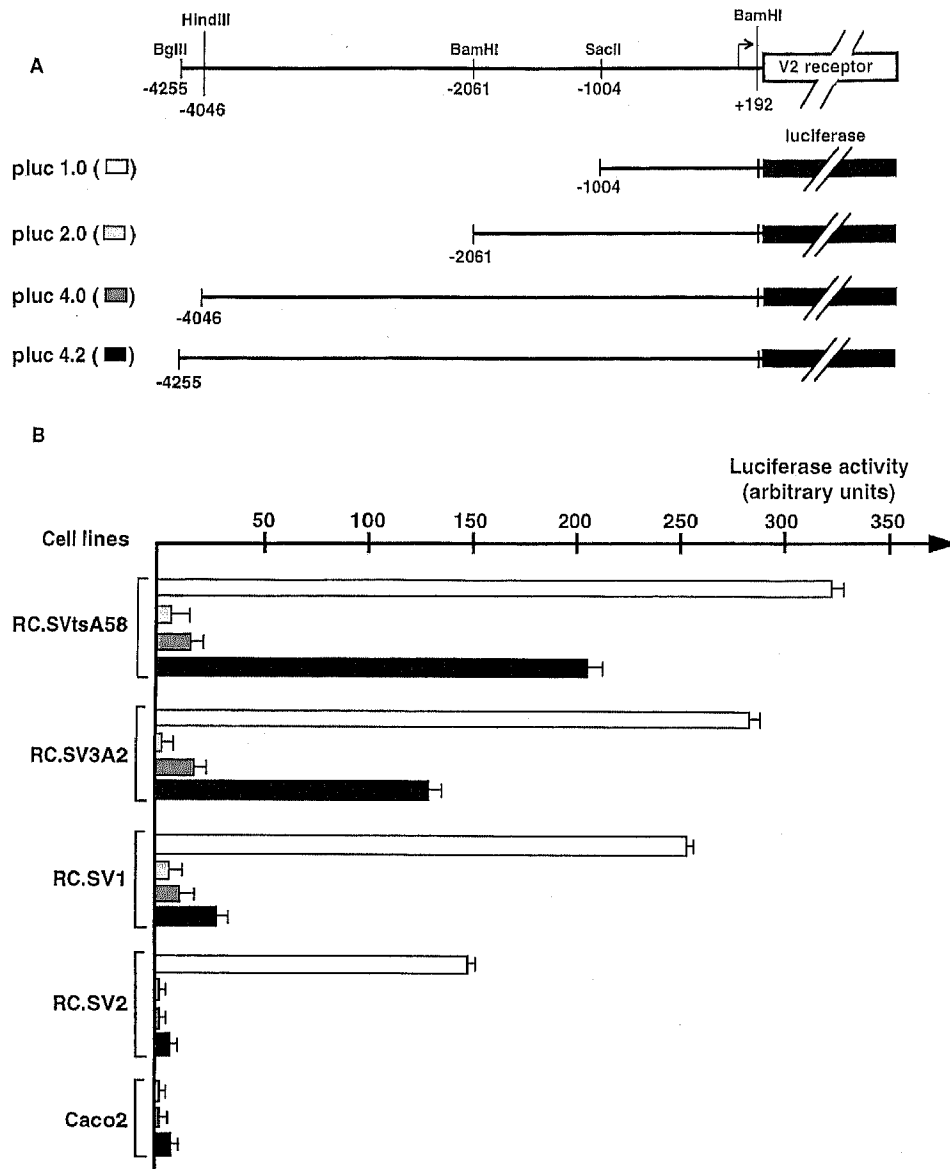 HindIII
BglII
BamHI
SacII
BamHI
A
V2 receptor
-4255
-4046
-2061
-1004
+192
luciferase
pluc 1.0 ( )
-1004
pluc 2.0 ( )
-2061
pluc 4.0 ( )
-4046
pluc 4.2 ( )
-4255
B
Luciferase activity
(arbitrary units)
50 100 150 200 250 300 350
Cell lines
RC.SVtsA58
RC.SV3A2
RC.SV1
RC.SV2
Caco2